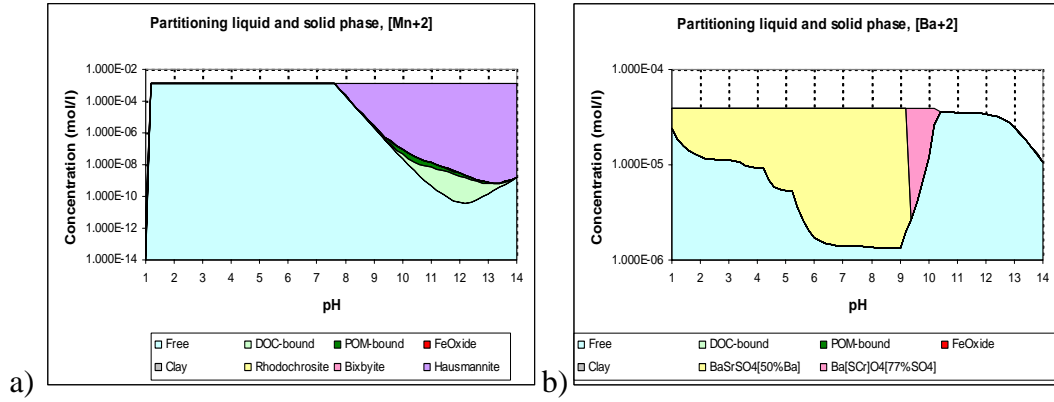 Partitioning liquid and solid phase, [Mn+2]
1.000E-02
1.000E-04
1.000E-06
1.000E-08
1.000E-10
1.000E-12
1.000E-14
Concentration (mol/l)
1 2 3 4 5 6 7 8 9 10 11 12 13 14
pH
Free DOC-bound POM-bound FeOxide
Clay Rhodochrosite Bixbyite Hausmannite
a)
Partitioning liquid and solid phase, [Ba+2]
1.000E-04
1.000E-05
1.000E-06
Concentration (mol/l)
1 2 3 4 5 6 7 8 9 10 11 12 13 14
pH
Free DOC-bound POM-bound FeOxide
Clay BaSrSO4[50%Ba] Ba[SCr]O4[77%SO4]
b)